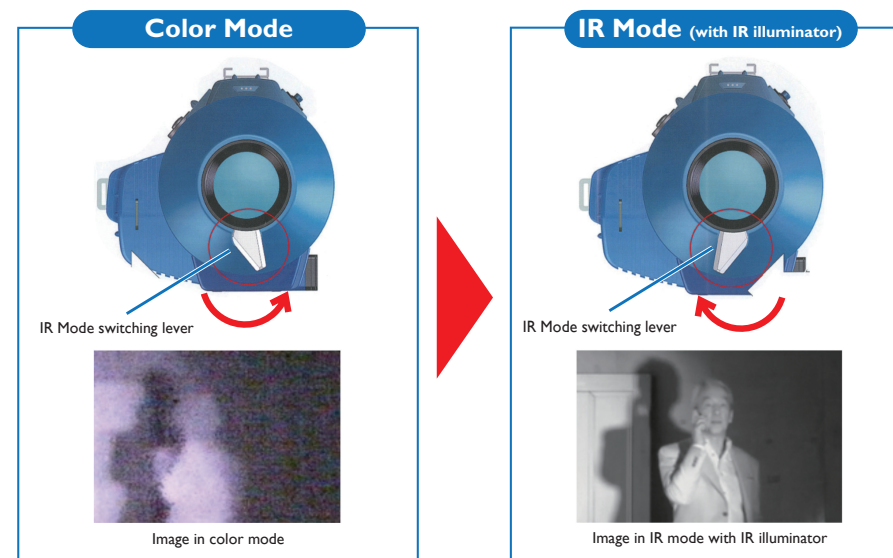 Color Mode
IR Mode switching lever
Image in color mode
IR Mode (with IR illuminator)
IR Mode switching lever
Image in IR mode with IR illuminator